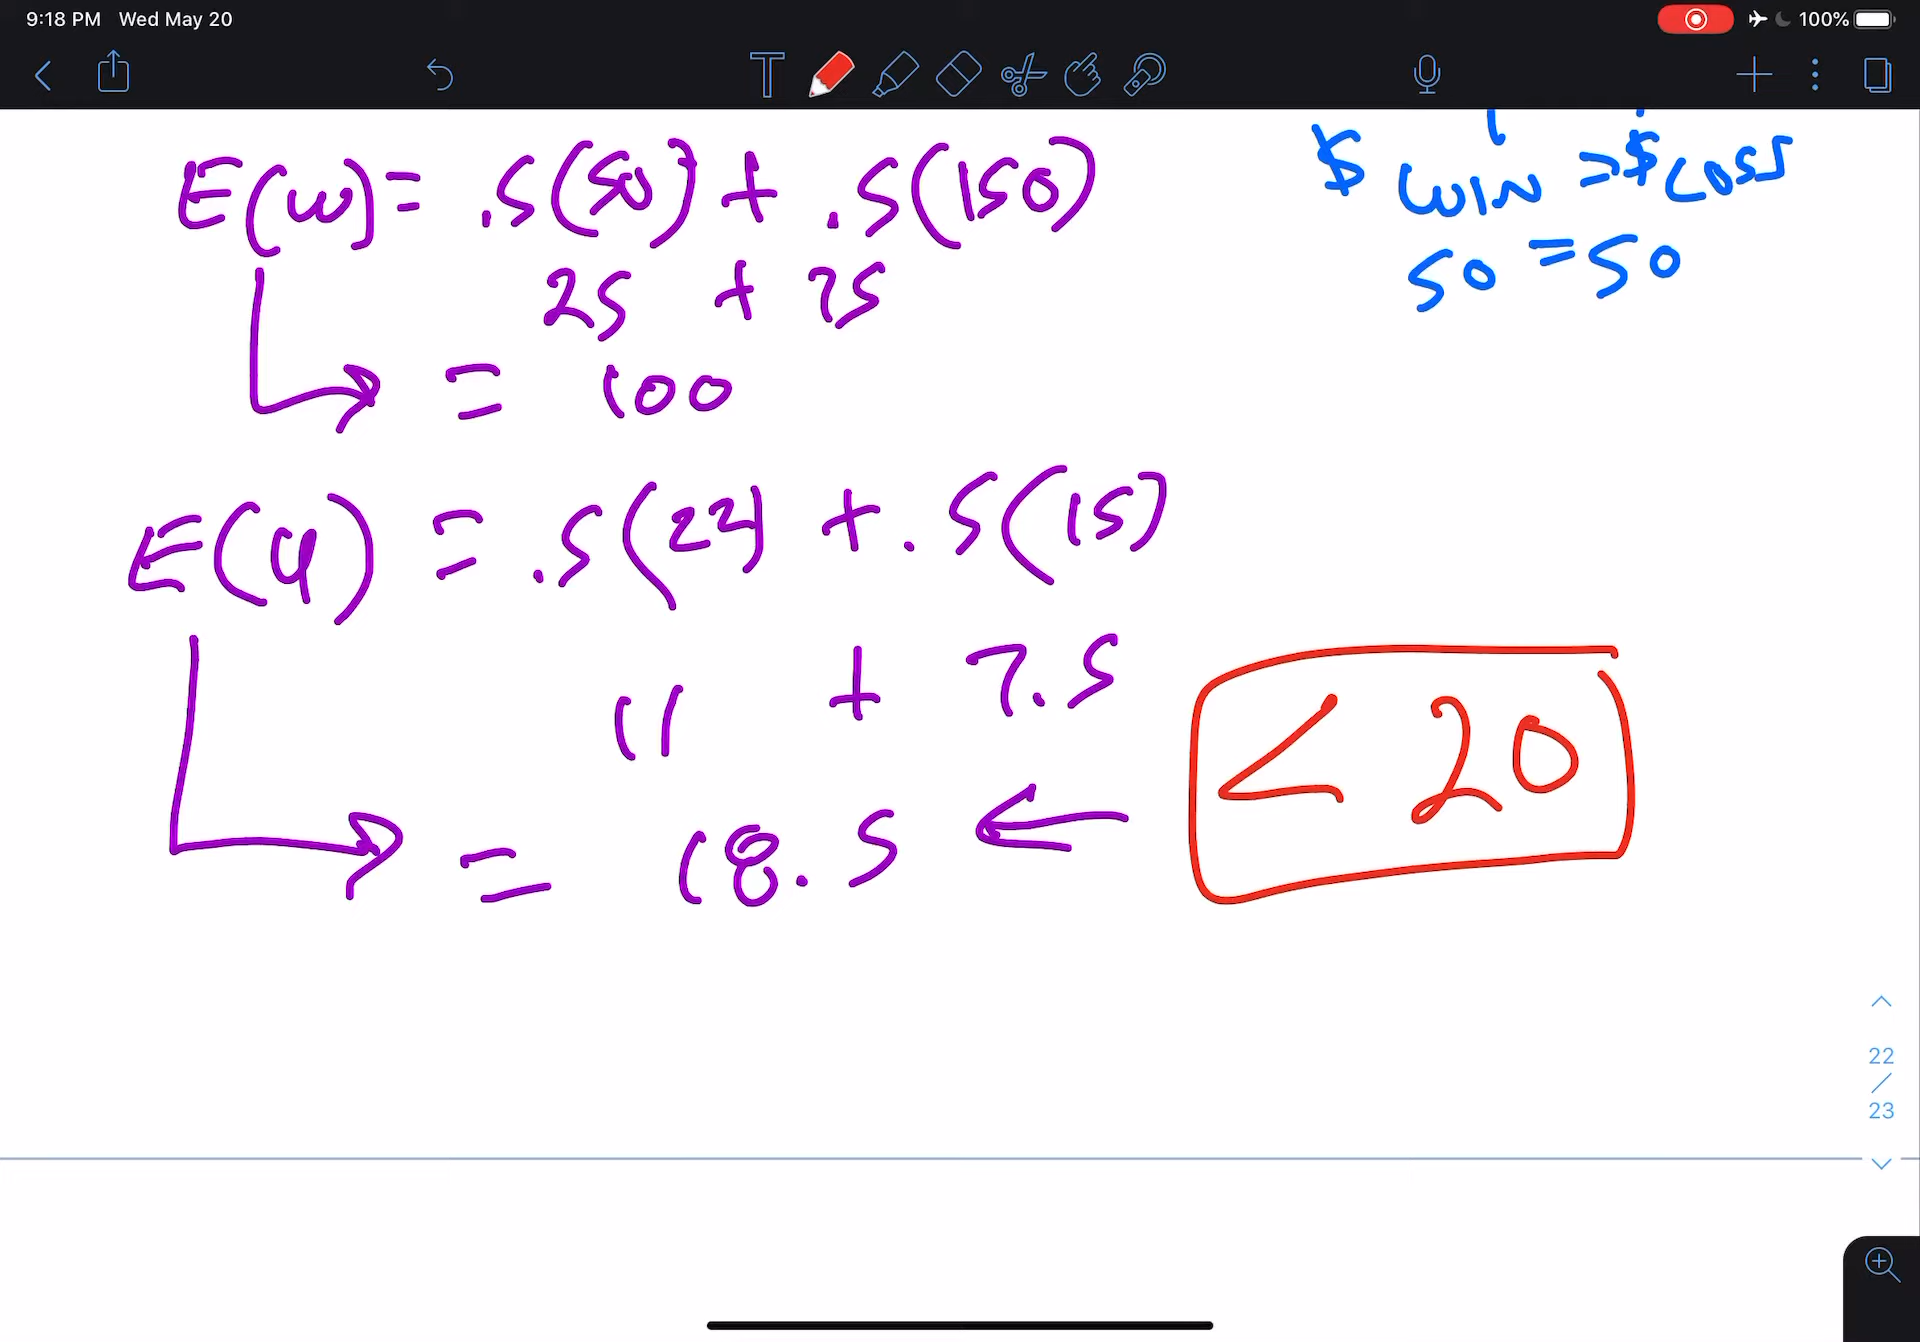 9:18 PM Wed May 20
100%
E(w) = .5(50) + .5(150)
25 + 75
= 100
$ WIN = $ LOSS
50 = 50
E(4) = .5(22) + .5(15)
11 + 7.5
= 18.5 ←
< 20
22
/
23